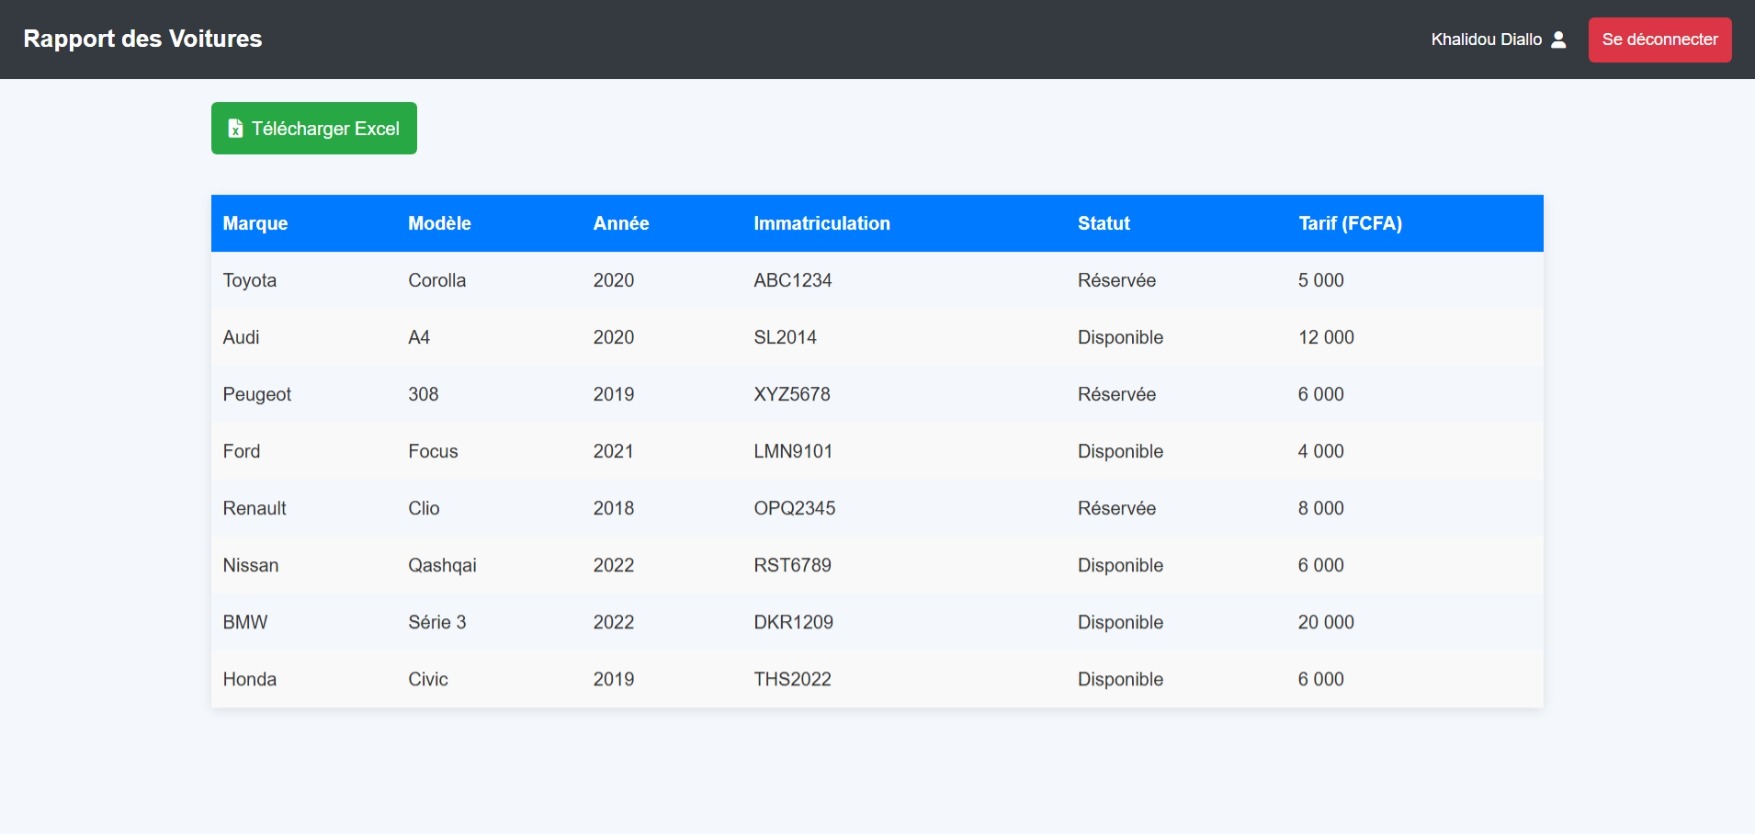 Rapport des Voitures
Khalidou Diallo
Se déconnecter
Télécharger Excel
Marque Modèle Année Immatriculation Statut Tarif (FCFA)
Toyota Corolla 2020 ABC1234 Réservée 5 000
Audi A4 2020 SL2014 Disponible 12 000
Peugeot 308 2019 XYZ5678 Réservée 6 000
Ford Focus 2021 LMN9101 Disponible 4 000
Renault Clio 2018 OPQ2345 Réservée 8 000
Nissan Qashqai 2022 RST6789 Disponible 6 000
BMW Série 3 2022 DKR1209 Disponible 20 000
Honda Civic 2019 THS2022 Disponible 6 000